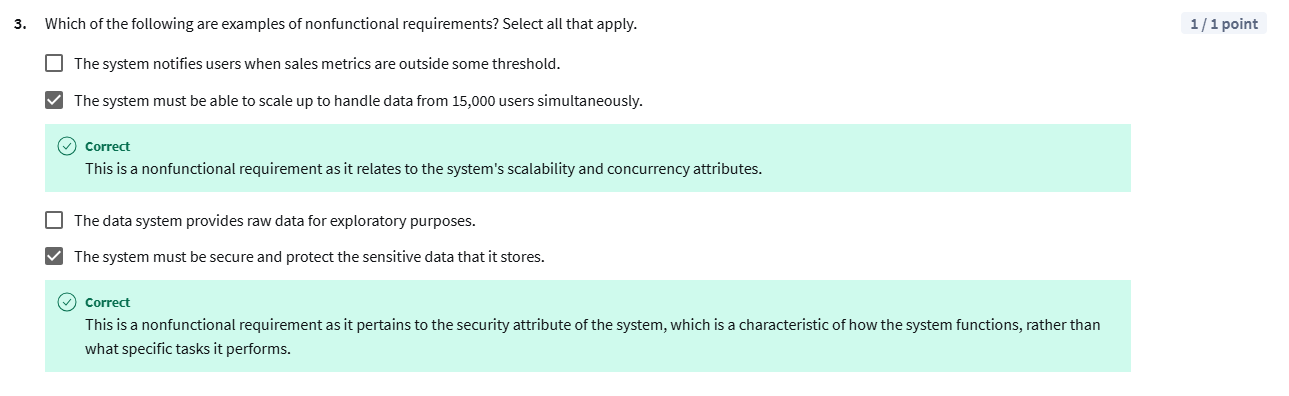 3. Which of the following are examples of nonfunctional requirements? Select all that apply.
1 / 1 point
The system notifies users when sales metrics are outside some threshold.
The system must be able to scale up to handle data from 15,000 users simultaneously.
Correct
This is a nonfunctional requirement as it relates to the system's scalability and concurrency attributes.
The data system provides raw data for exploratory purposes.
The system must be secure and protect the sensitive data that it stores.
Correct
This is a nonfunctional requirement as it pertains to the security attribute of the system, which is a characteristic of how the system functions, rather than
what specific tasks it performs.